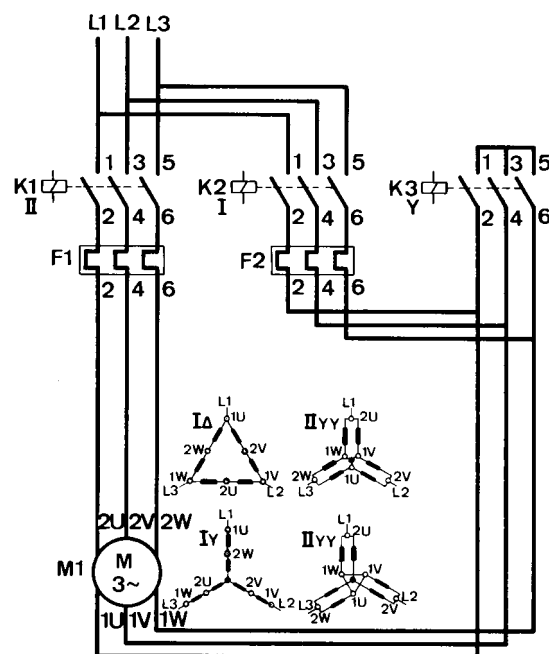 L1 L2 L3
1 3 5 1 3 5 1 3 5
K1 K2 K3
II I Y
2 4 6 2 4 6 2 4 6
F1 F2
2 4 6 2 4 6
L1 L1
I∆ 1U II YY 2U
2W 2V 1W 1V
1W 1V 1U
L3 2U L2 2W 2V
L3 L2
2U 2V 2W
L1 L1
IY 1U II YY 2U
2W
M1 M 3~
2U 2V 1W 1V
1W 1V 1U
L3 L2 2W 2V
L3 L2
1U 1V 1W